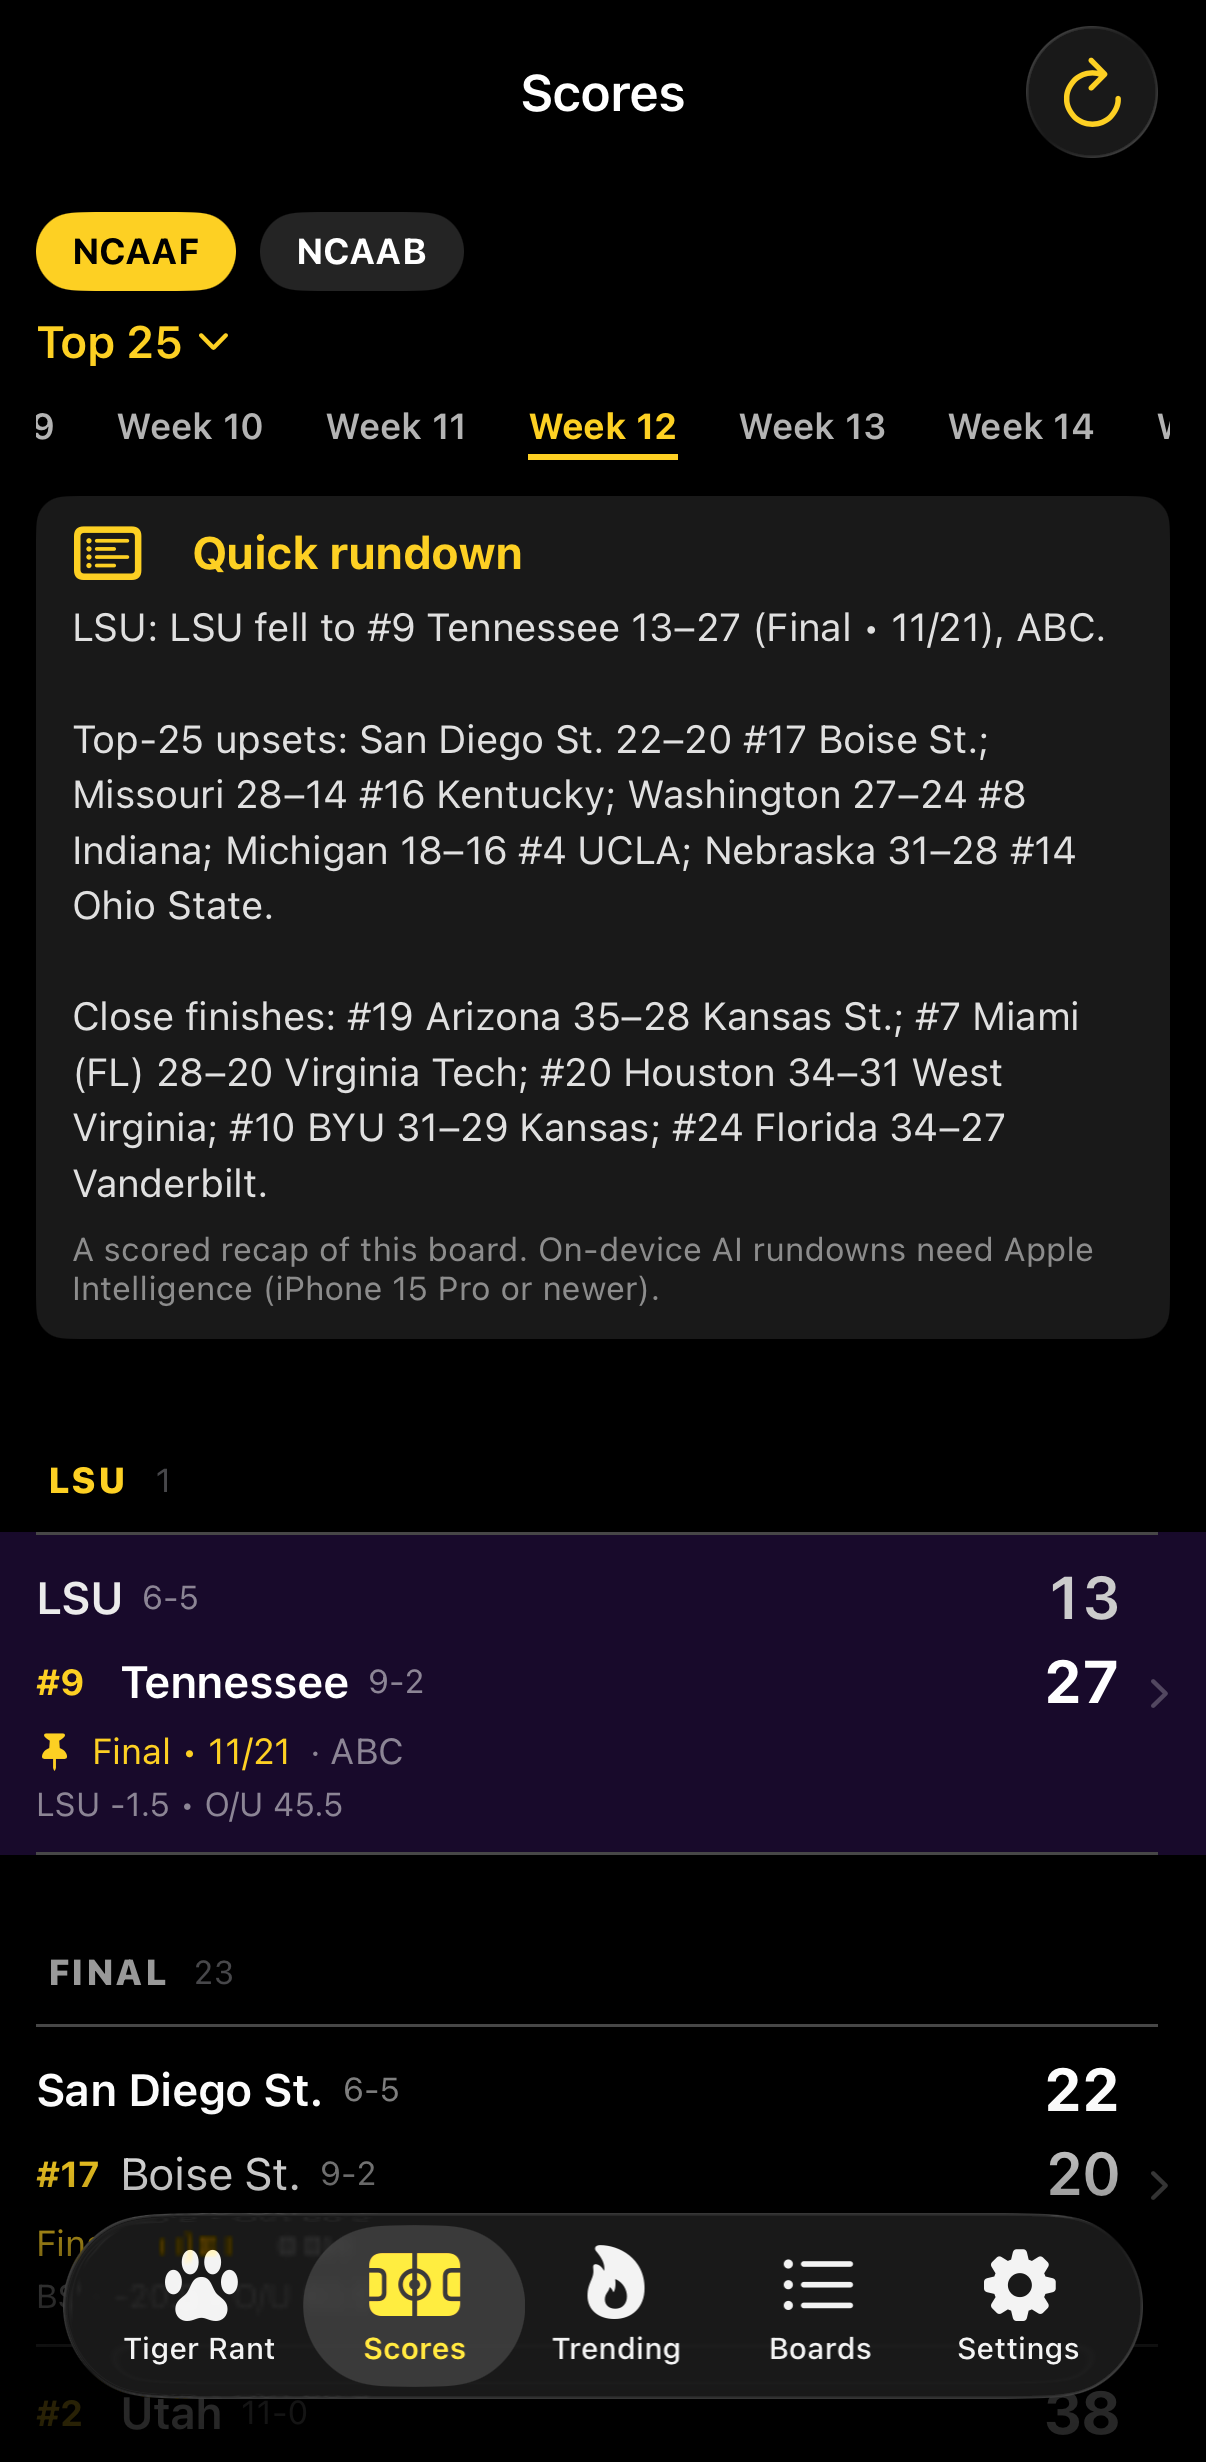 Scores
NCAAF NCAAB
Top 25
9 Week 10 Week 11 Week 12 Week 13 Week 14
Quick rundown
LSU: LSU fell to #9 Tennessee 13–27 (Final • 11/21), ABC.
Top-25 upsets: San Diego St. 22–20 #17 Boise St.;
Missouri 28–14 #16 Kentucky; Washington 27–24 #8
Indiana; Michigan 18–16 #4 UCLA; Nebraska 31–28 #14
Ohio State.
Close finishes: #19 Arizona 35–28 Kansas St.; #7 Miami
(FL) 28–20 Virginia Tech; #20 Houston 34–31 West
Virginia; #10 BYU 31–29 Kansas; #24 Florida 34–27
Vanderbilt.
A scored recap of this board. On-device AI rundowns need Apple
Intelligence (iPhone 15 Pro or newer).
LSU 1
LSU 6-5 13
#9 Tennessee 9-2 27
Final • 11/21 · ABC
LSU -1.5 • O/U 45.5
FINAL 23
San Diego St. 6-5 22
#17 Boise St. 9-2 20
Tiger Rant Scores Trending Boards Settings
#2 Utah 11-0 38